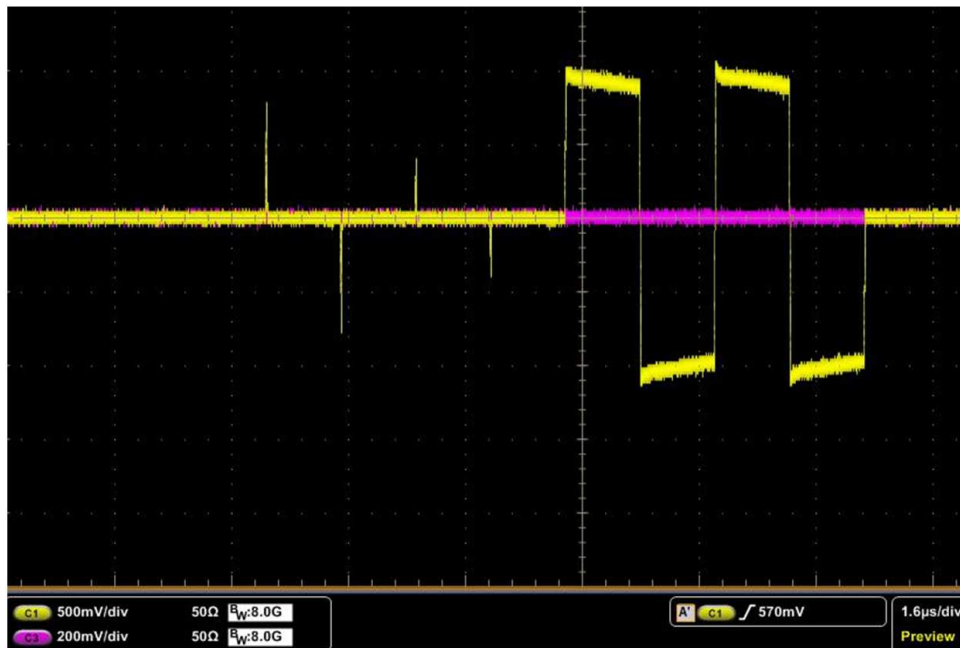 C1 500mV/div 50Ω BW:8.0G A' C1 570mV 1.6µs/div
C3 200mV/div 50Ω BW:8.0G Preview